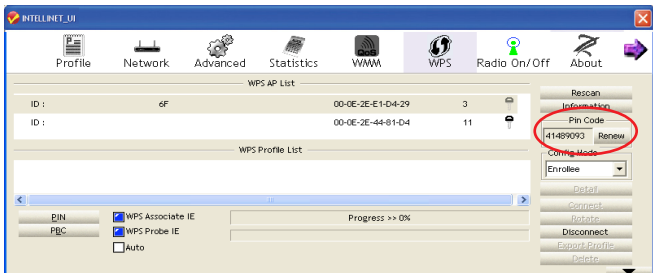 INTELLINET_UI
Profile Network Advanced Statistics QoS WMM WPS Radio On/Off About
WPS AP List
Rescan
ID : 6F 00-0E-2E-E1-D4-29 3
Information
ID : 00-0E-2E-44-81-D4 11
Pin Code
41489093 Renew
WPS Profile List
Config Mode
Enrollee
Detail
Connect
PIN WPS Associate IE Progress >> 0% Rotate
PBC WPS Probe IE Disconnect
Auto Export Profile
Delete